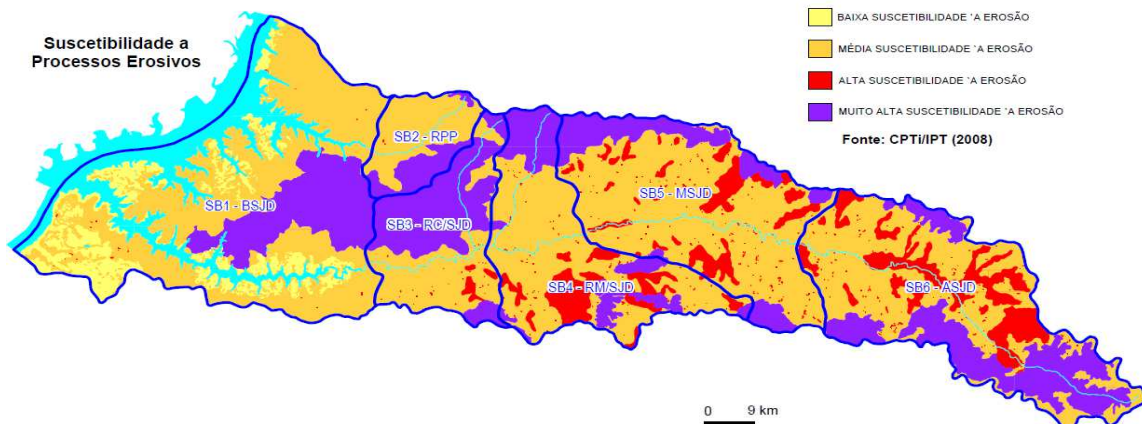 Suscetibilidade a
Processos Erosivos
BAIXA SUSCETIBILIDADE `A EROSÃO
MÉDIA SUSCETIBILIDADE `A EROSÃO
ALTA SUSCETIBILIDADE `A EROSÃO
MUITO ALTA SUSCETIBILIDADE `A EROSÃO
Fonte: CPTi/IPT (2008)
SB2 - RPP
SB5 - MSJD
SB1 - BSJD
SB3 - RC/SJD
SB4 - RM/SJD
SB6 - ASJD
0 9 km